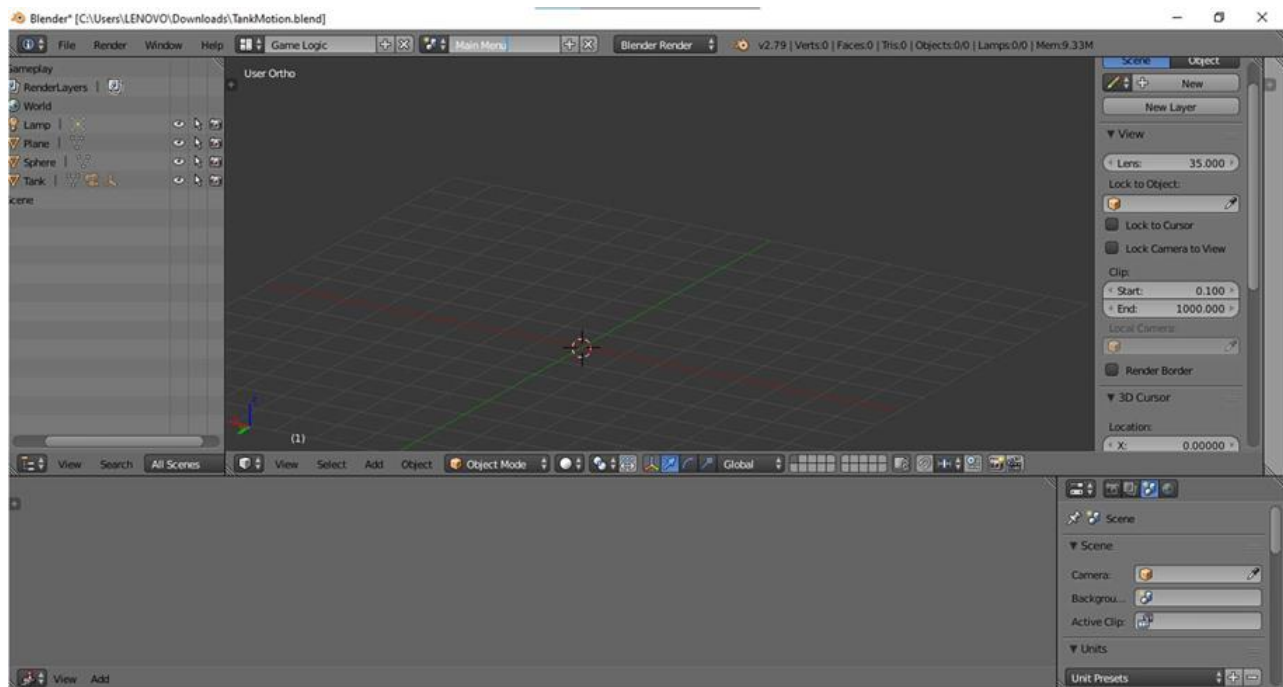 Blender* [C:\Users\LENOVO\Downloads\TankMotion.blend]
File Render Window Help Game Logic Main Menu Blender Render v2.79 | Verts:0 | Faces:0 | Tris:0 | Objects:0/0 | Lamps:0/0 | Mem:9.33M
Gameplay
RenderLayers |
World
Lamp |
Plane |
Sphere |
Tank |
cene
View Search All Scenes
User Ortho
(1)
View Select Add Object Object Mode Global
Scene Object
New
New Layer
View
Lens: 35.000
Lock to Object:
Lock to Cursor
Lock Camera to View
Clip:
Start: 0.100
End: 1000.000
Local Camera:
Render Border
3D Cursor
Location:
X: 0.00000
Scene
Scene
Camera:
Backgrou...
Active Clip:
Units
Unit Presets
View Add